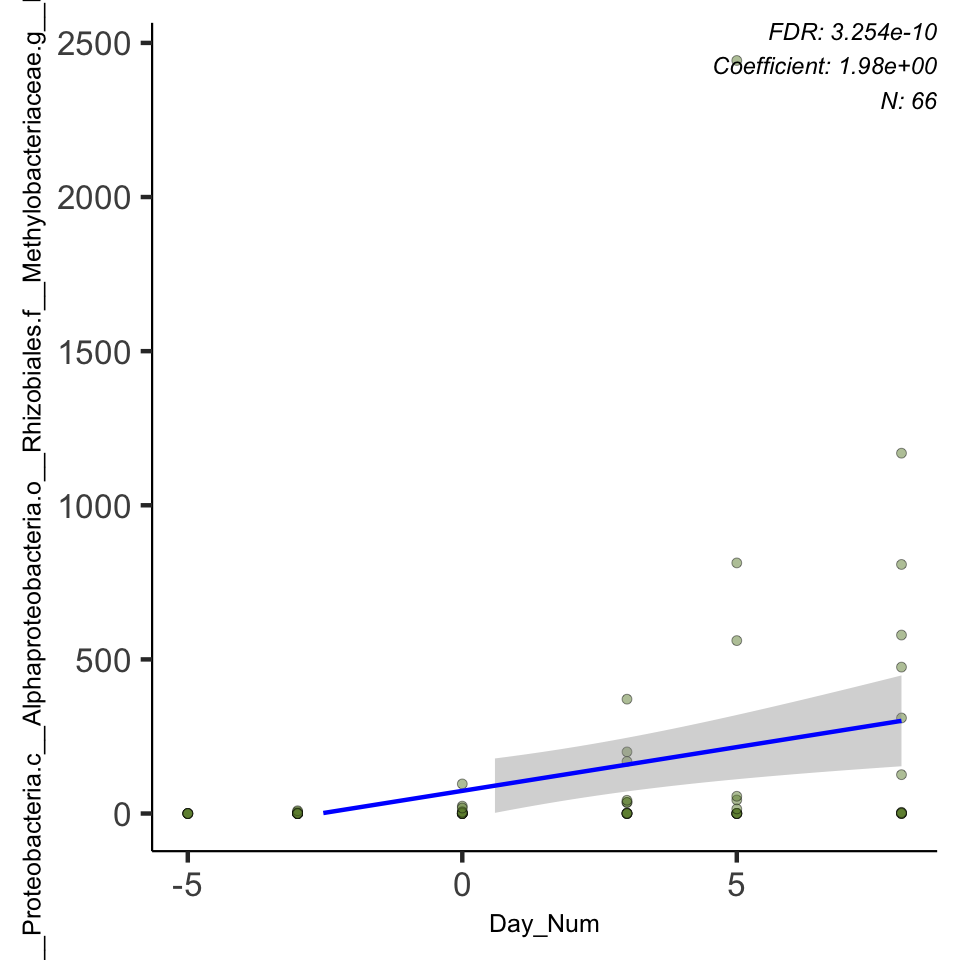 FDR: 3.254e-10
Coefficient: 1.98e+00
N: 66
__Proteobacteria.c__Alphaproteobacteria.o__Rhizobiales.f__Methylobacteriaceae.g__
2500
2000
1500
1000
500
0
-5 0 5
Day_Num